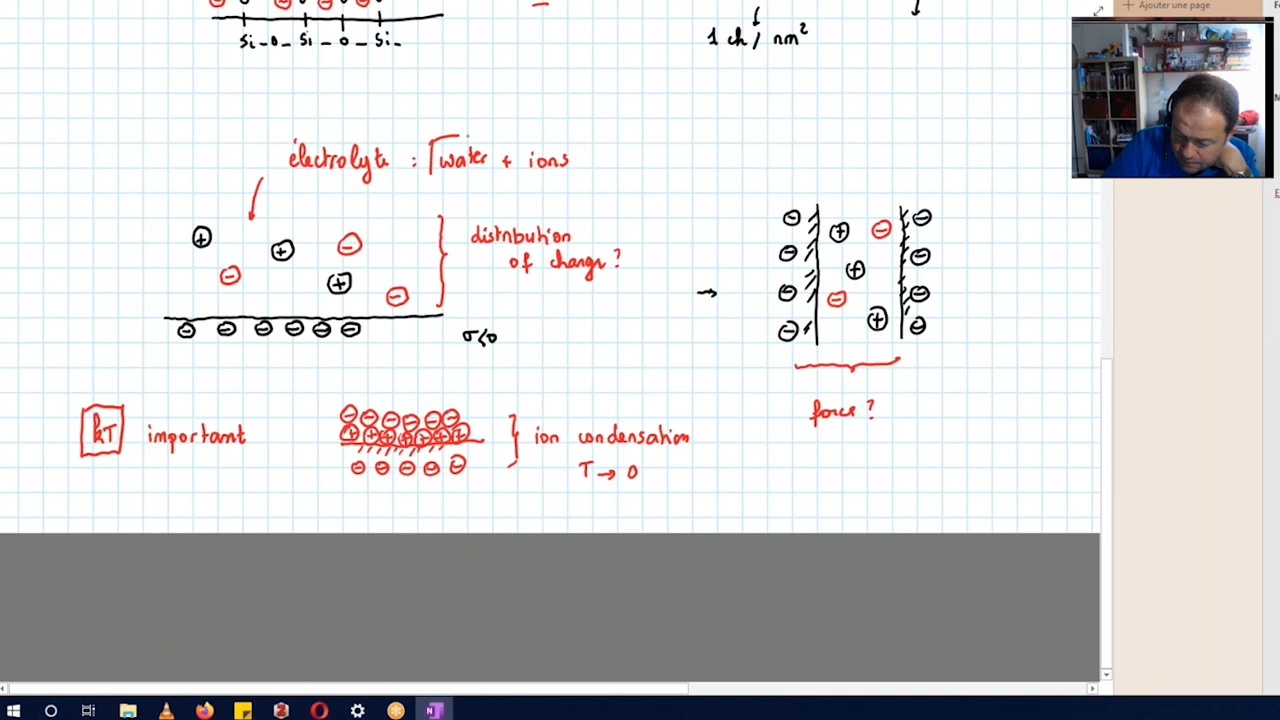 Ajouter une page
Si - O - Si - O - Si -
1 ch / nm²
électrolyte : water + ions
distribution
of charge ?
σ<0
force ?
kT important
ion condensation
T → 0